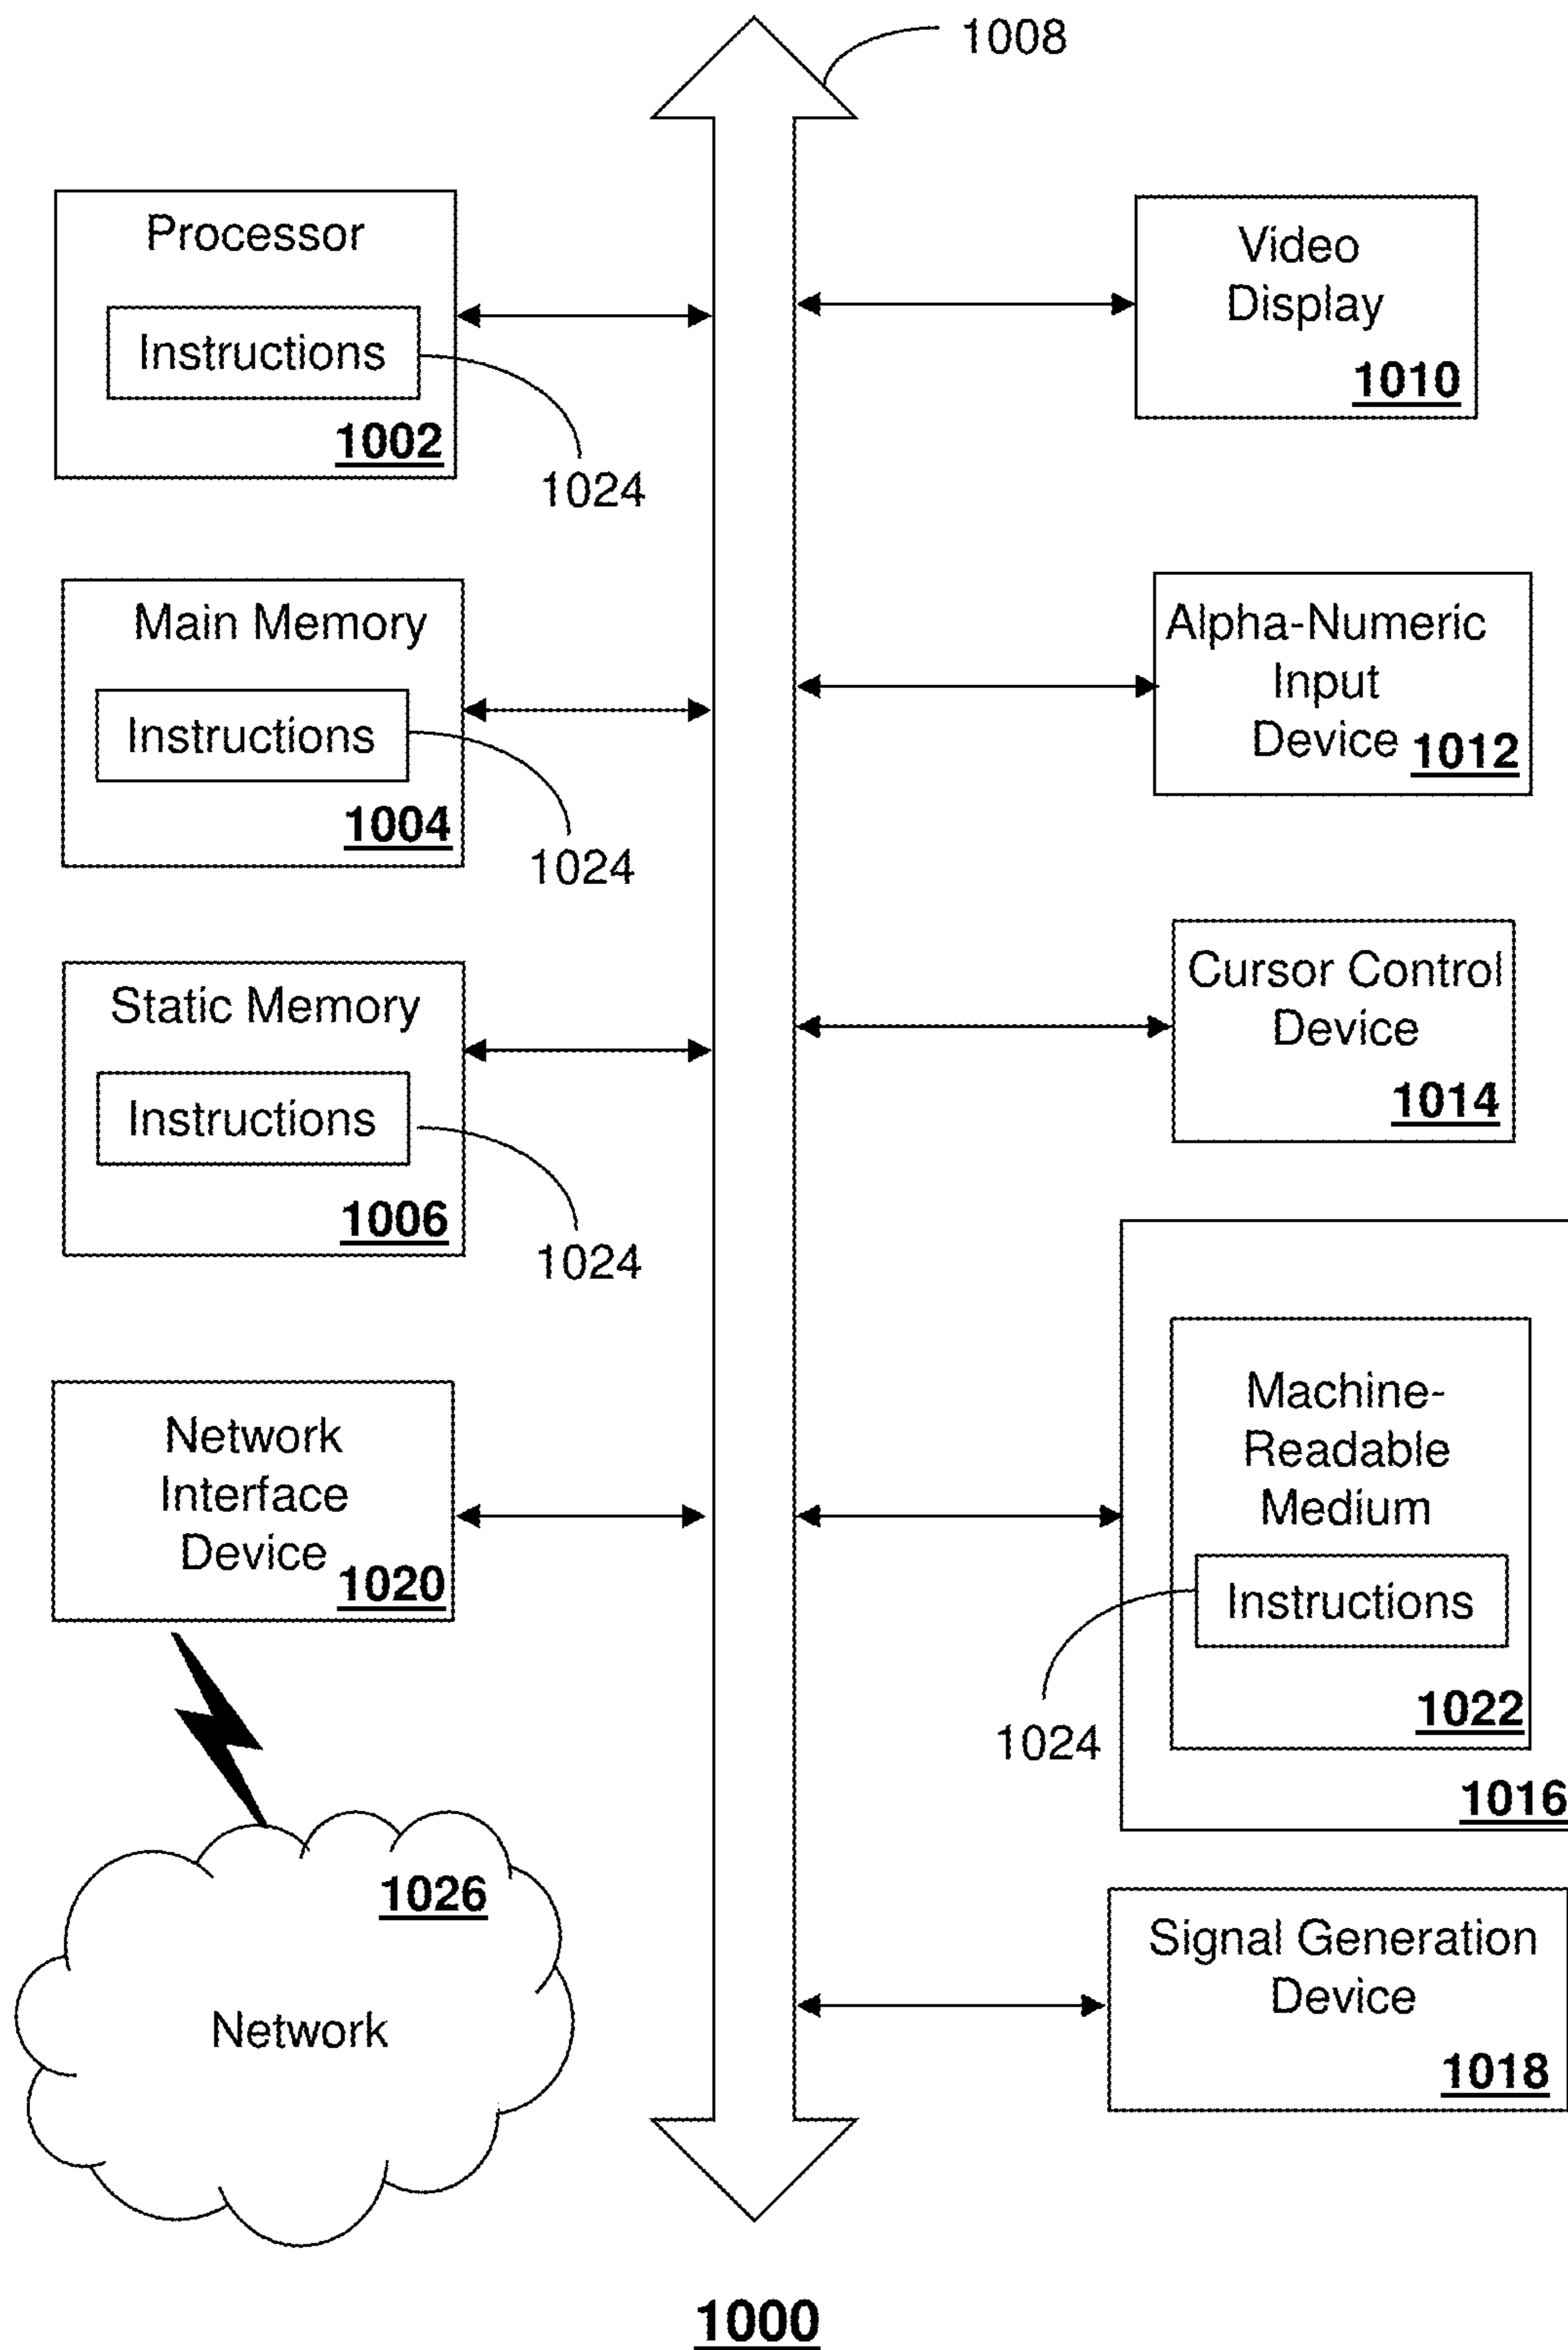 1008
Processor
Instructions
1002
1024
Main Memory
Instructions
1004
1024
Static Memory
Instructions
1006
1024
Network
Interface
Device
1020
1026
Network
Video
Display
1010
Alpha-Numeric
Input
Device 1012
Cursor Control
Device
1014
Machine-
Readable
Medium
Instructions
1024
1022
1016
Signal Generation
Device
1018
1000